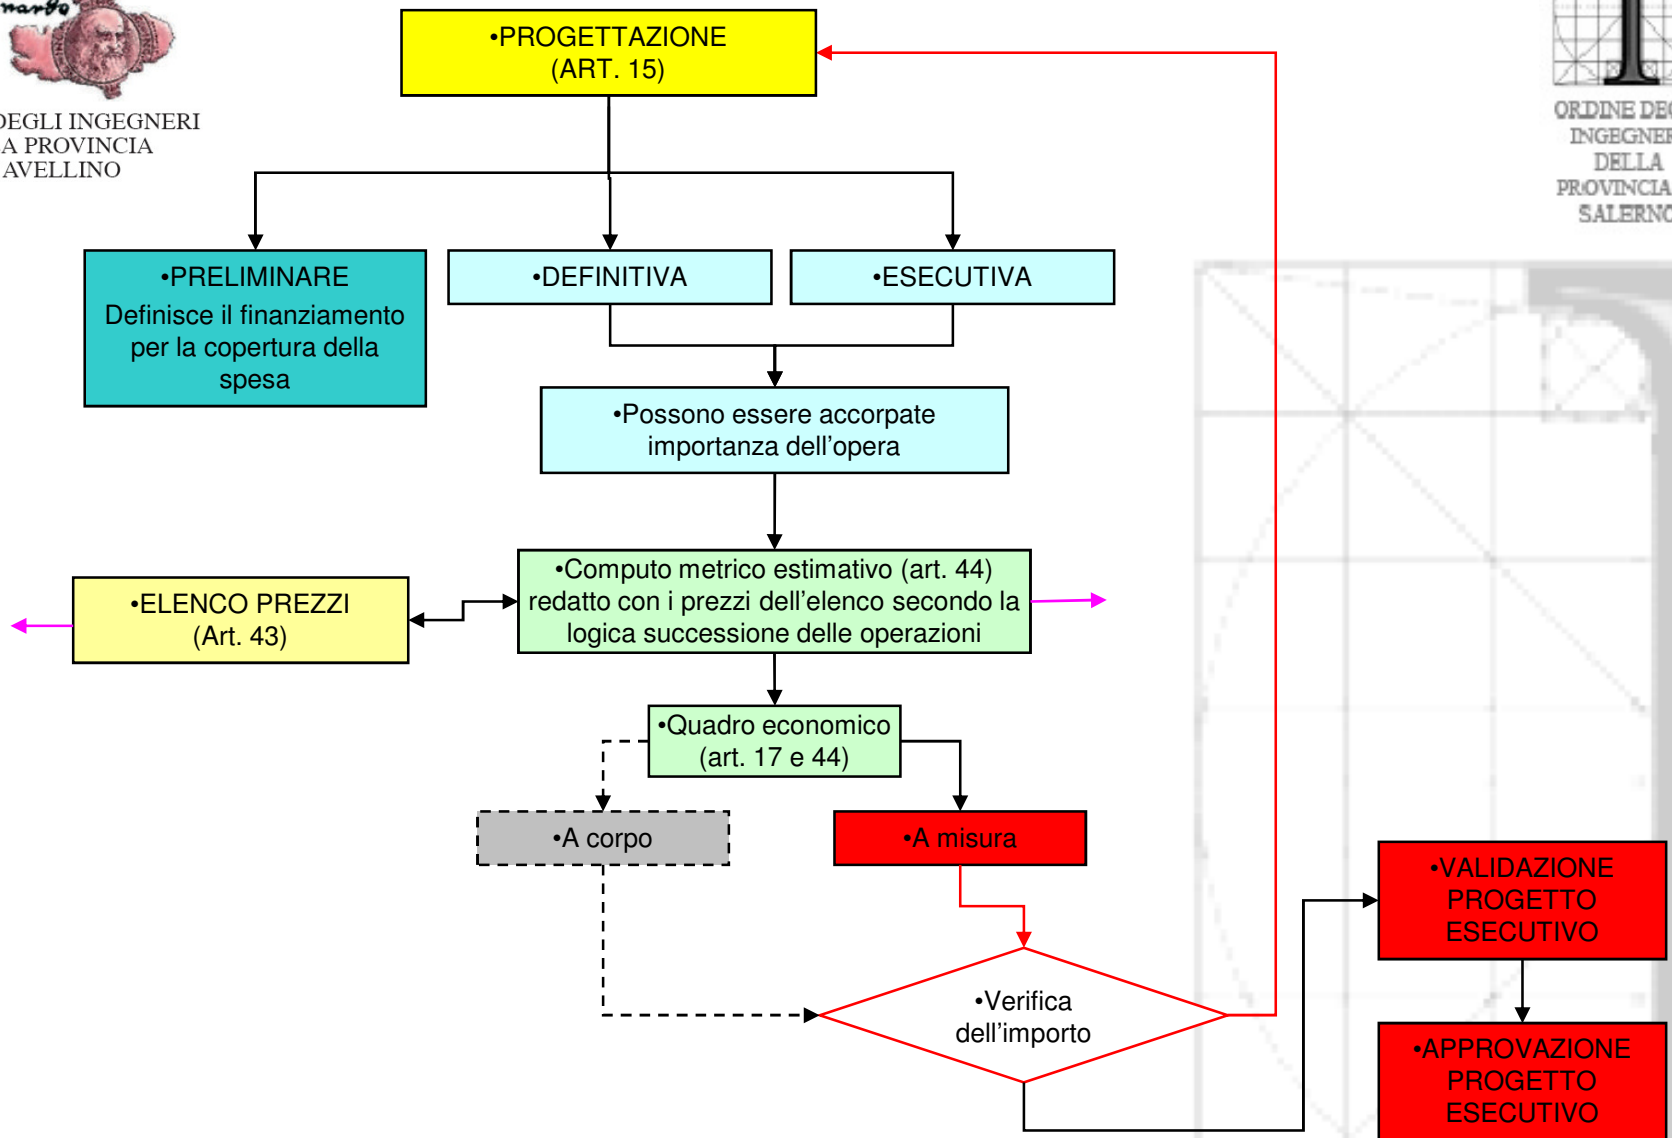 •PROGETTAZIONE
(ART. 15)
DEGLI INGEGNERI
A PROVINCIA
AVELLINO
ORDINE
INGEGNER
DELLA
PROVINCIA
SALERNO
•PRELIMINARE
Definisce il finanziamento
per la copertura della
spesa
•DEFINITIVA
•ESECUTIVA
•Possono essere accorpate
importanza dell'opera
•ELENCO PREZZI
(Art. 43)
•Computo metrico estimativo (art. 44)
redatto con i prezzi dell'elenco secondo la
logica successione delle operazioni
•Quadro economico
(art. 17 e 44)
•A corpo
•A misura
•Verifica
dell'importo
•VALIDAZIONE
PROGETTO
ESECUTIVO
•APPROVAZIONE
PROGETTO
ESECUTIVO